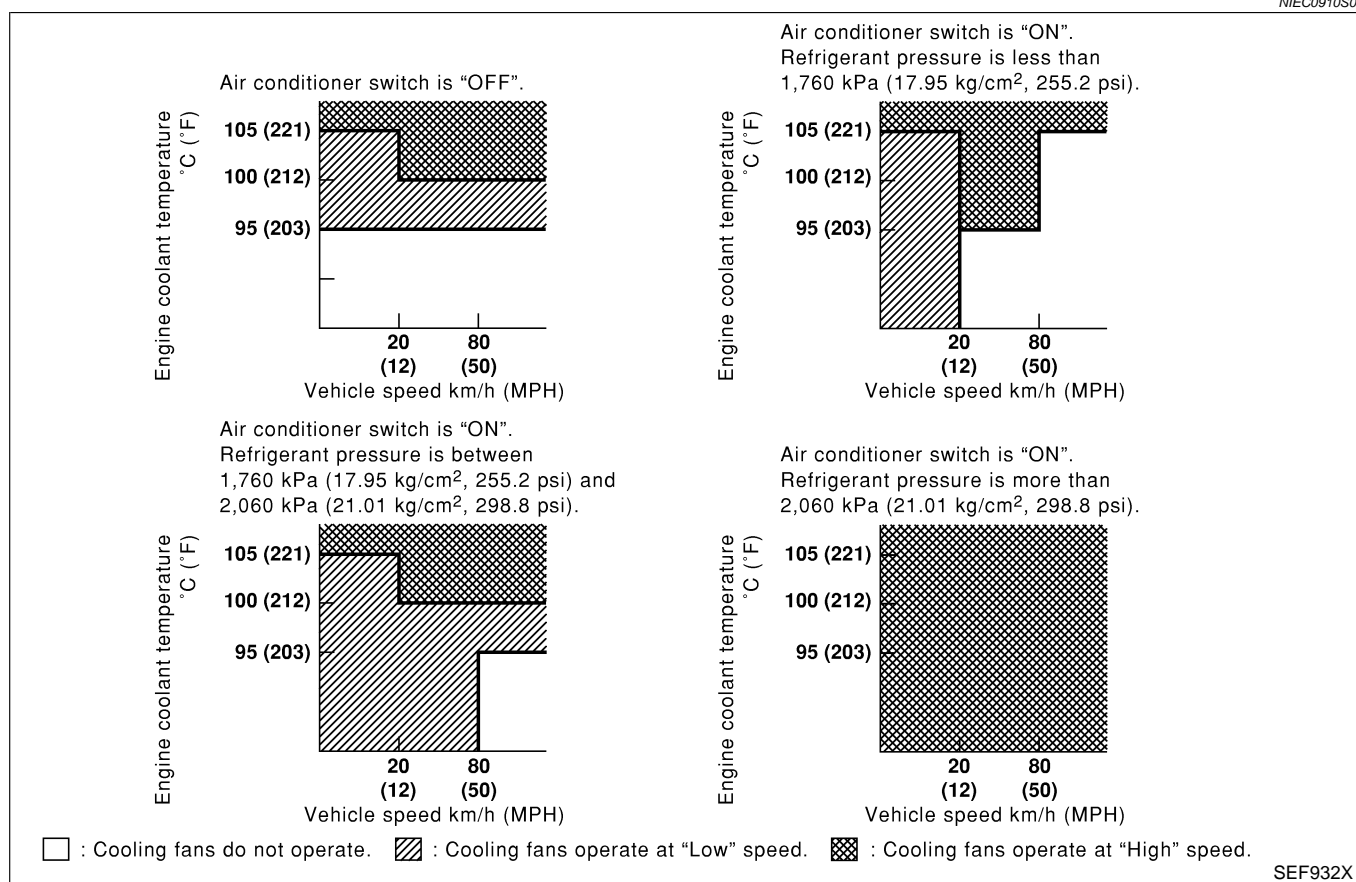 NIEC0910S0
Air conditioner switch is “OFF”.
Engine coolant temperature
˚C (˚F)
105 (221)
100 (212)
95 (203)
20
(12)
80
(50)
Vehicle speed km/h (MPH)
Air conditioner switch is “ON”.
Refrigerant pressure is less than
1,760 kPa (17.95 kg/cm2, 255.2 psi).
Engine coolant temperature
˚C (˚F)
105 (221)
100 (212)
95 (203)
20
(12)
80
(50)
Vehicle speed km/h (MPH)
Air conditioner switch is “ON”.
Refrigerant pressure is between
1,760 kPa (17.95 kg/cm2, 255.2 psi) and
2,060 kPa (21.01 kg/cm2, 298.8 psi).
Engine coolant temperature
˚C (˚F)
105 (221)
100 (212)
95 (203)
20
(12)
80
(50)
Vehicle speed km/h (MPH)
Air conditioner switch is “ON”.
Refrigerant pressure is more than
2,060 kPa (21.01 kg/cm2, 298.8 psi).
Engine coolant temperature
˚C (˚F)
105 (221)
100 (212)
95 (203)
20
(12)
80
(50)
Vehicle speed km/h (MPH)
: Cooling fans do not operate.
: Cooling fans operate at “Low” speed.
: Cooling fans operate at “High” speed.
SEF932X